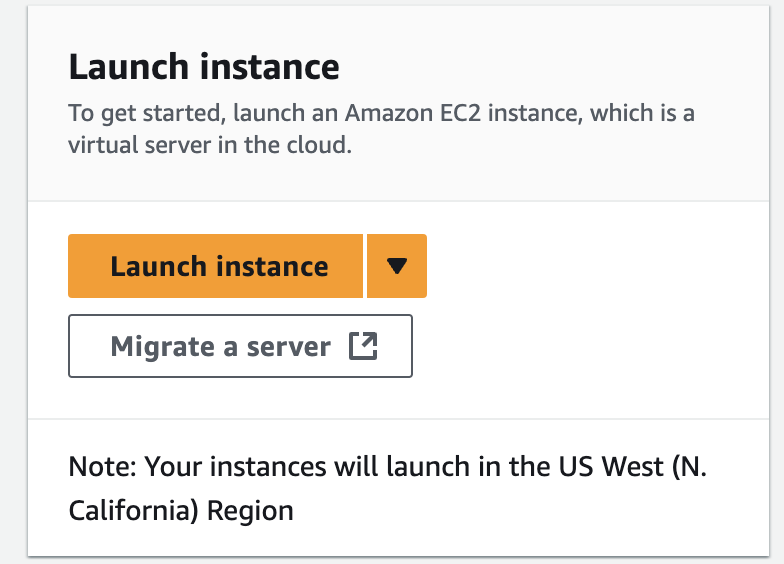 Launch instance
To get started, launch an Amazon EC2 instance, which is a
virtual server in the cloud.
Launch instance
Migrate a server
Note: Your instances will launch in the US West (N.
California) Region